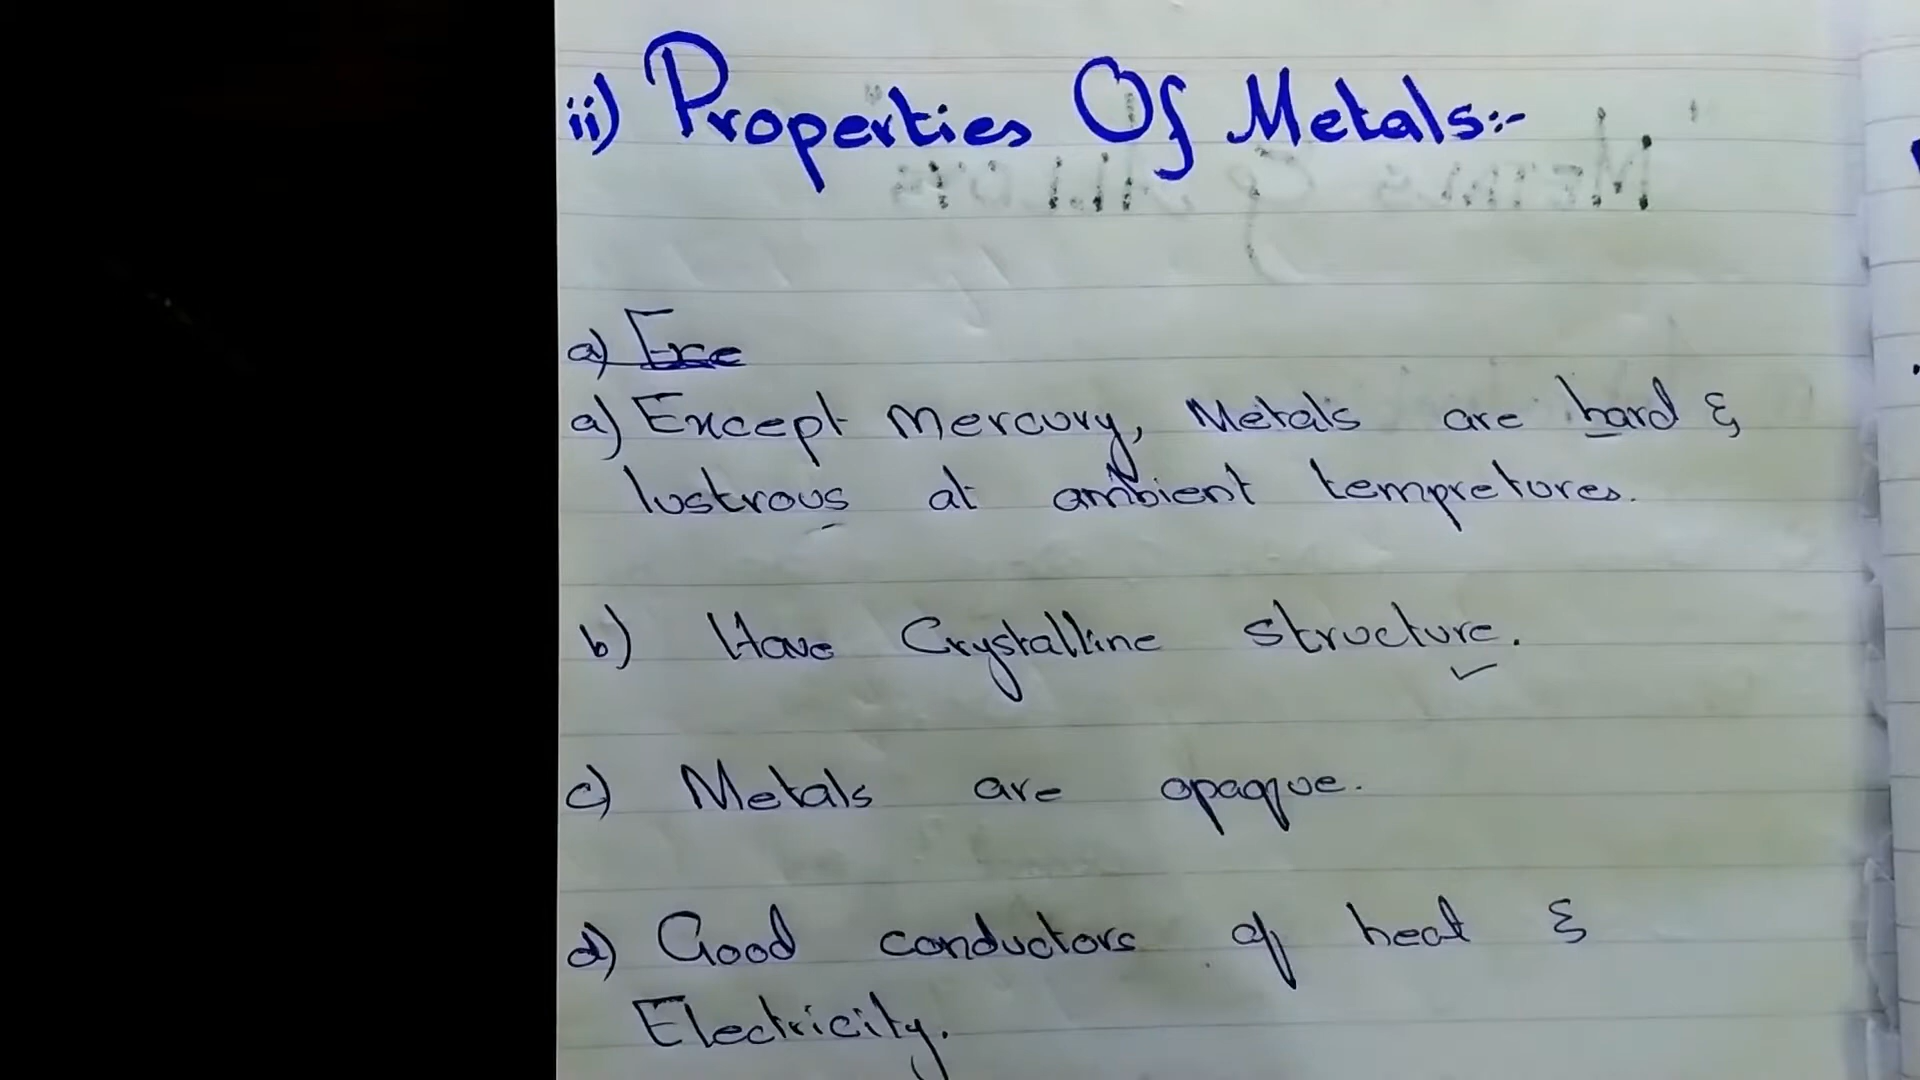 ii) Properties Of Metals:-
a) Exe
a) Except Mercury, Metals are hard &
lustrous at ambient tempretures.
b) Have Crystalline structure.
c) Metals are opaque.
d) Good conductors of heat &
Electricity.